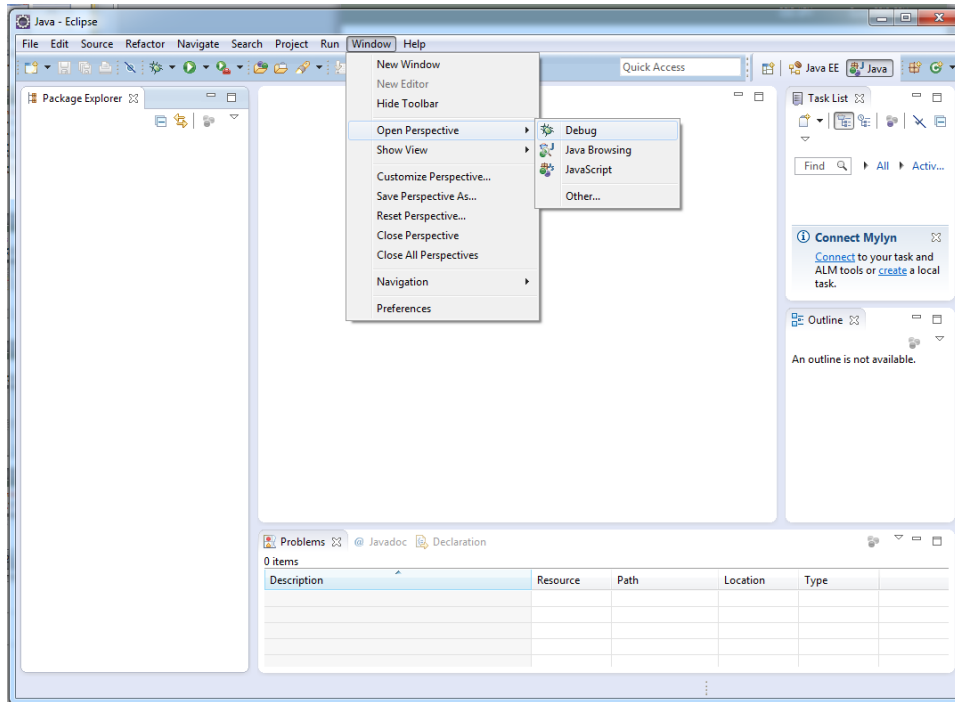 Java - Eclipse
File Edit Source Refactor Navigate Search Project Run Window Help
Quick Access
Java EE
Java
Package Explorer
New Window
New Editor
Hide Toolbar
Open Perspective
Show View
Customize Perspective...
Save Perspective As...
Reset Perspective...
Close Perspective
Close All Perspectives
Navigation
Preferences
Debug
Java Browsing
JavaScript
Other...
Task List
Find All Activ...
Connect Mylyn
Connect to your task and
ALM tools or create a local
task.
Outline
An outline is not available.
Problems @ Javadoc Declaration
0 items
Description Resource Path Location Type